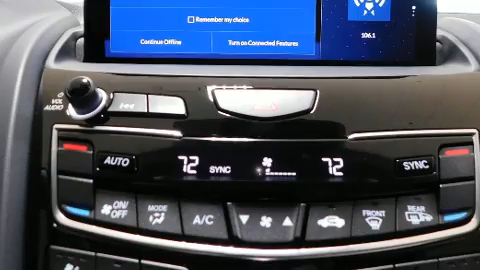 Remember my choice
Continue Offline
Turn on Connected Features
106.1
VOL
AUDIO
AUTO
72 SYNC
72
SYNC
ON/
OFF
MODE
A/C
FRONT
REAR